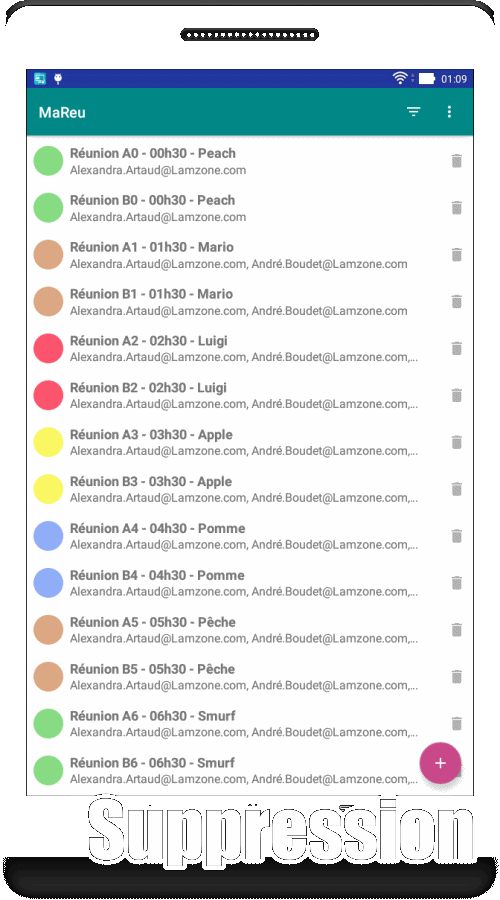 01:09
MaReu
Réunion A0 - 00h30 - Peach
Alexandra.Artaud@Lamzone.com
Réunion B0 - 00h30 - Peach
Alexandra.Artaud@Lamzone.com
Réunion A1 - 01h30 - Mario
Alexandra.Artaud@Lamzone.com, André.Boudet@Lamzone.com
Réunion B1 - 01h30 - Mario
Alexandra.Artaud@Lamzone.com, André.Boudet@Lamzone.com
Réunion A2 - 02h30 - Luigi
Alexandra.Artaud@Lamzone.com, André.Boudet@Lamzone.com,...
Réunion B2 - 02h30 - Luigi
Alexandra.Artaud@Lamzone.com, André.Boudet@Lamzone.com,...
Réunion A3 - 03h30 - Apple
Alexandra.Artaud@Lamzone.com, André.Boudet@Lamzone.com,...
Réunion B3 - 03h30 - Apple
Alexandra.Artaud@Lamzone.com, André.Boudet@Lamzone.com,...
Réunion A4 - 04h30 - Pomme
Alexandra.Artaud@Lamzone.com, André.Boudet@Lamzone.com,...
Réunion B4 - 04h30 - Pomme
Alexandra.Artaud@Lamzone.com, André.Boudet@Lamzone.com,...
Réunion A5 - 05h30 - Pêche
Alexandra.Artaud@Lamzone.com, André.Boudet@Lamzone.com,...
Réunion B5 - 05h30 - Pêche
Alexandra.Artaud@Lamzone.com, André.Boudet@Lamzone.com,...
Réunion A6 - 06h30 - Smurf
Alexandra.Artaud@Lamzone.com, André.Boudet@Lamzone.com,...
Réunion B6 - 06h30 - Smurf
Alexandra.Artaud@Lamzone.com, André.Boudet@Lamzone.com,...
Suppression